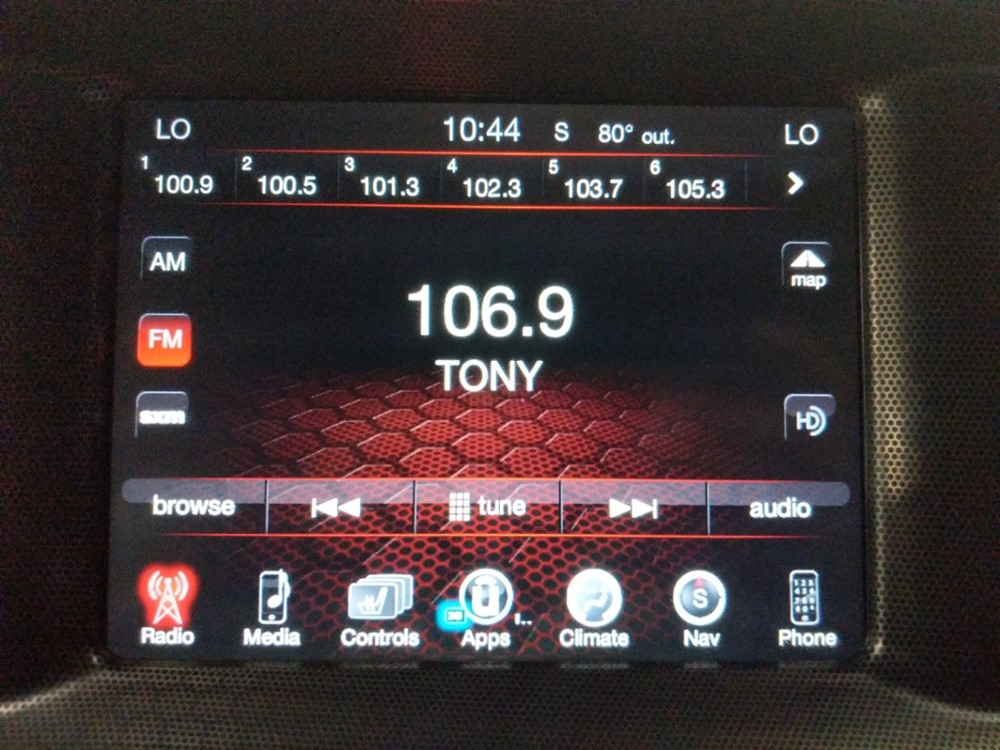 LO 10:44 S 80° out. LO
1 100.9 2 100.5 3 101.3 4 102.3 5 103.7 6 105.3
AM
map
106.9
FM
TONY
sxm
HD
browse tune audio
Radio Media Controls Apps Climate Nav Phone